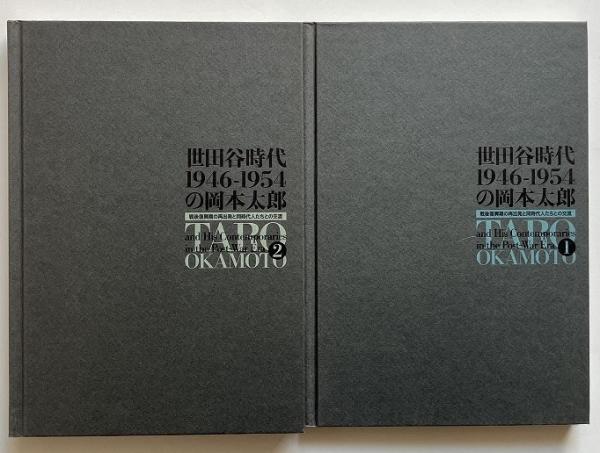 世田谷時代
1946-1954
の岡本太郎
戦後復興期の再出発と同時代人たちとの交流
TARO
and His Contemporaries
in the Post-War Era
2
OKAMOTO
世田谷時代
1946-1954
の岡本太郎
戦後復興期の再出発と同時代人たちとの交流
TARO
and His Contemporaries
in the Post-War Era
1
OKAMOTO